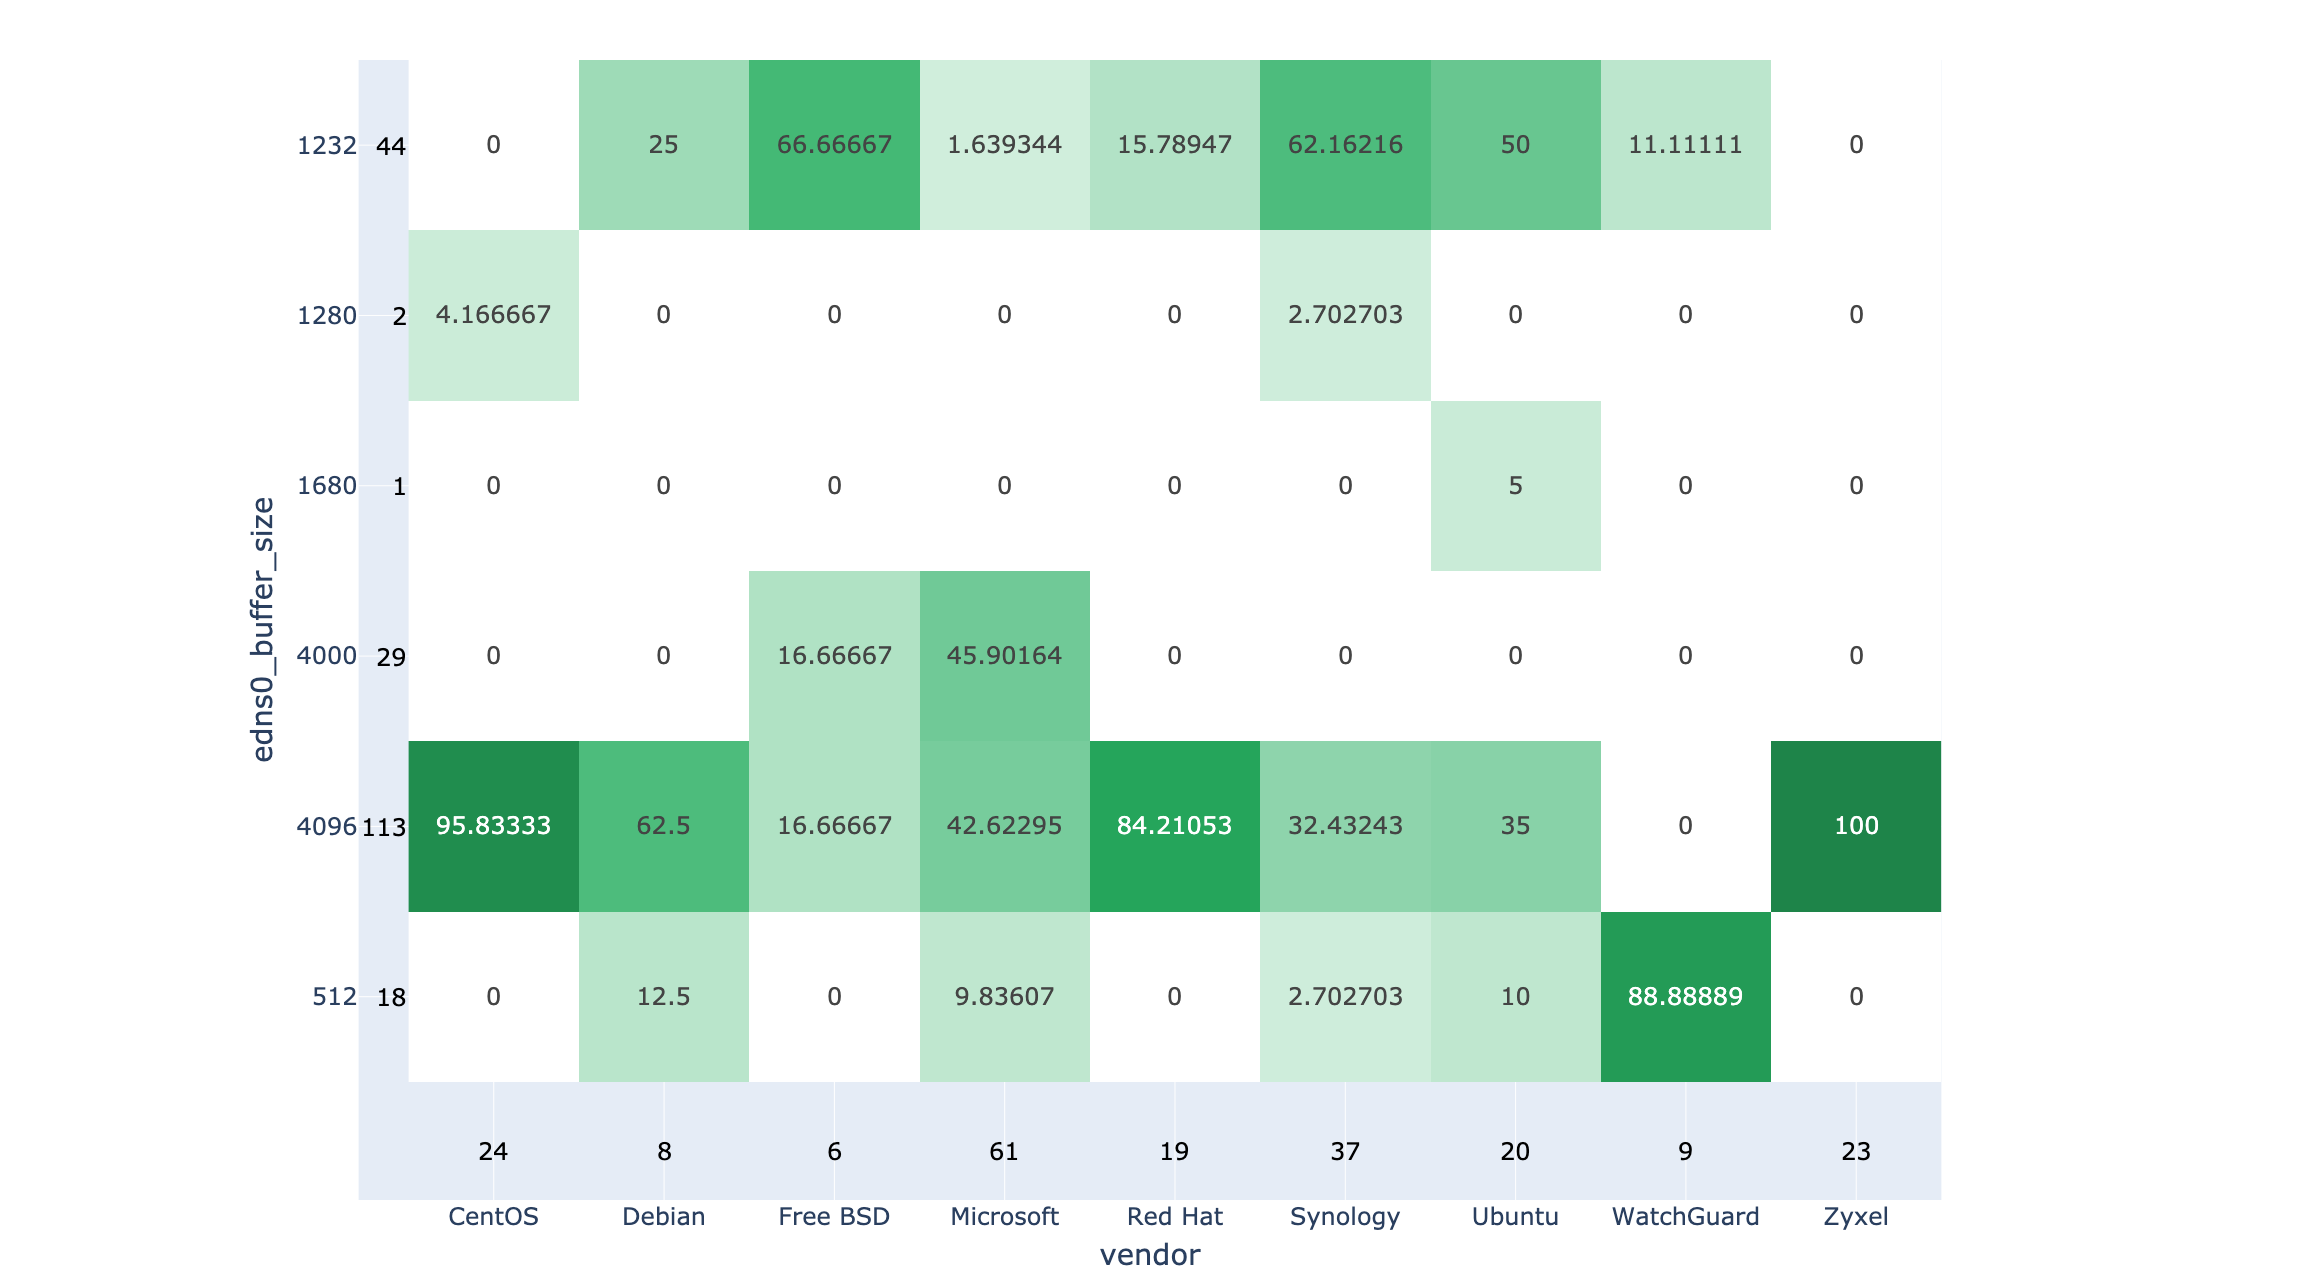 1232 44 0 25 66.66667 1.639344 15.78947 62.16216 50 11.11111 0
1280 2 4.166667 0 0 0 0 2.702703 0 0 0
1680 1 0 0 0 0 0 0 5 0 0
4000 29 0 0 16.66667 45.90164 0 0 0 0 0
4096 113 95.83333 62.5 16.66667 42.62295 84.21053 32.43243 35 0 100
512 18 0 12.5 0 9.83607 0 2.702703 10 88.88889 0
edns0_buffer_size
24 8 6 61 19 37 20 9 23
CentOS Debian Free BSD Microsoft Red Hat Synology Ubuntu WatchGuard Zyxel
vendor